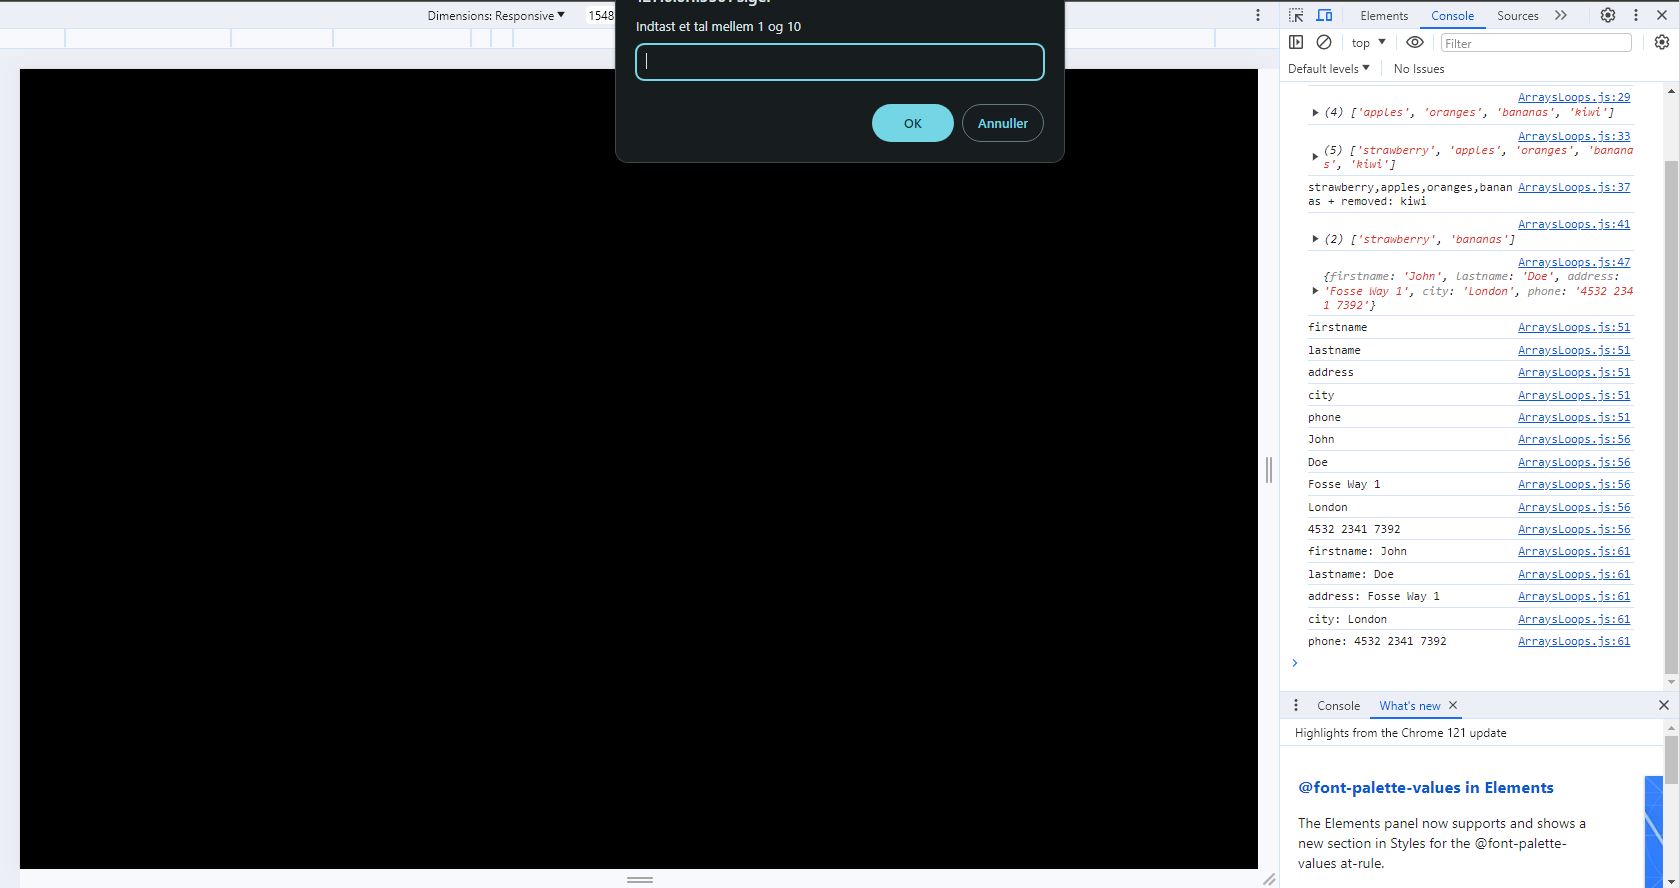 Dimensions: Responsive
1548
Indtast et tal mellem 1 og 10
OK
Annuller
Elements
Console
Sources
top
Filter
Default levels
No Issues
ArraysLoops.js:29
(4) ['apples', 'oranges', 'bananas', 'kiwi']
ArraysLoops.js:33
(5) ['strawberry', 'apples', 'oranges', 'banana
s', 'kiwi']
strawberry,apples,oranges,banan ArraysLoops.js:37
as + removed: kiwi
ArraysLoops.js:41
(2) ['strawberry', 'bananas']
ArraysLoops.js:47
{firstname: 'John', lastname: 'Doe', address:
'Fosse Way 1', city: 'London', phone: '4532 234
1 7392'}
firstname ArraysLoops.js:51
lastname ArraysLoops.js:51
address ArraysLoops.js:51
city ArraysLoops.js:51
phone ArraysLoops.js:51
John ArraysLoops.js:56
Doe ArraysLoops.js:56
Fosse Way 1 ArraysLoops.js:56
London ArraysLoops.js:56
4532 2341 7392 ArraysLoops.js:56
firstname: John ArraysLoops.js:61
lastname: Doe ArraysLoops.js:61
address: Fosse Way 1 ArraysLoops.js:61
city: London ArraysLoops.js:61
phone: 4532 2341 7392 ArraysLoops.js:61
Console
What's new
Highlights from the Chrome 121 update
@font-palette-values in Elements
The Elements panel now supports and shows a
new section in Styles for the @font-palette-
values at-rule.